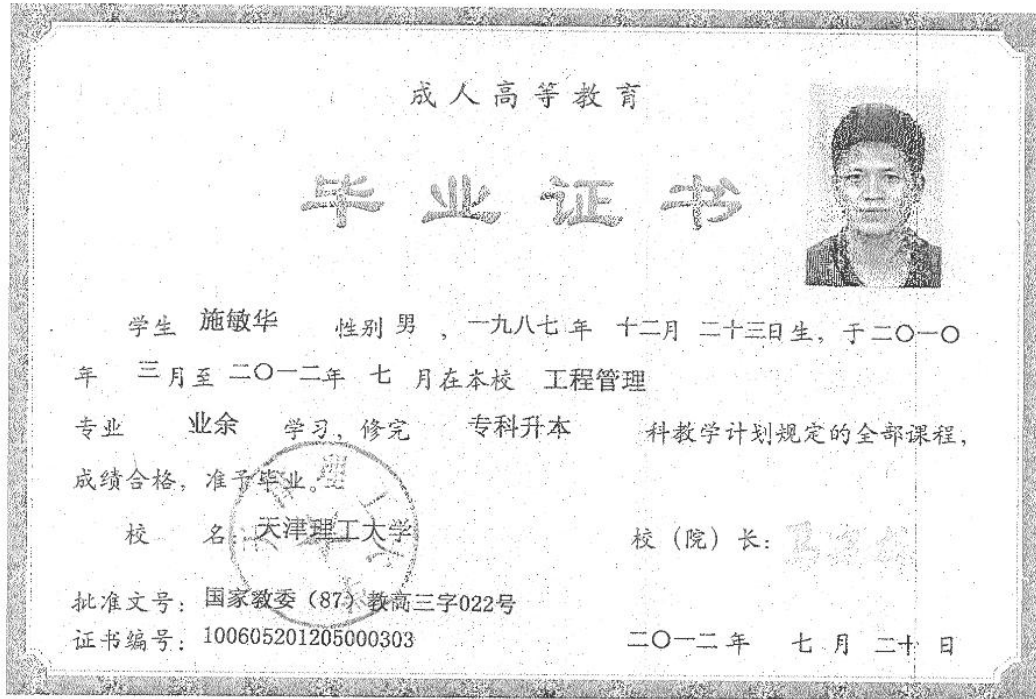 成人高等教育
毕业证书
学生 施敏华 性别 男 ，一九八七 年 十二月 二十三日生，于二〇一〇
年 三月至 二〇一二年 七 月在本校 工程管理
专业 业余 学习，修完 专科升本 科教学计划规定的全部课程，
成绩合格，准予毕业。
校 名：天津理工大学 校（院）长：
批准文号：国家教委（87）教高三字022号
证书编号：100605201205000303 二〇一二年 七 月 二十 日